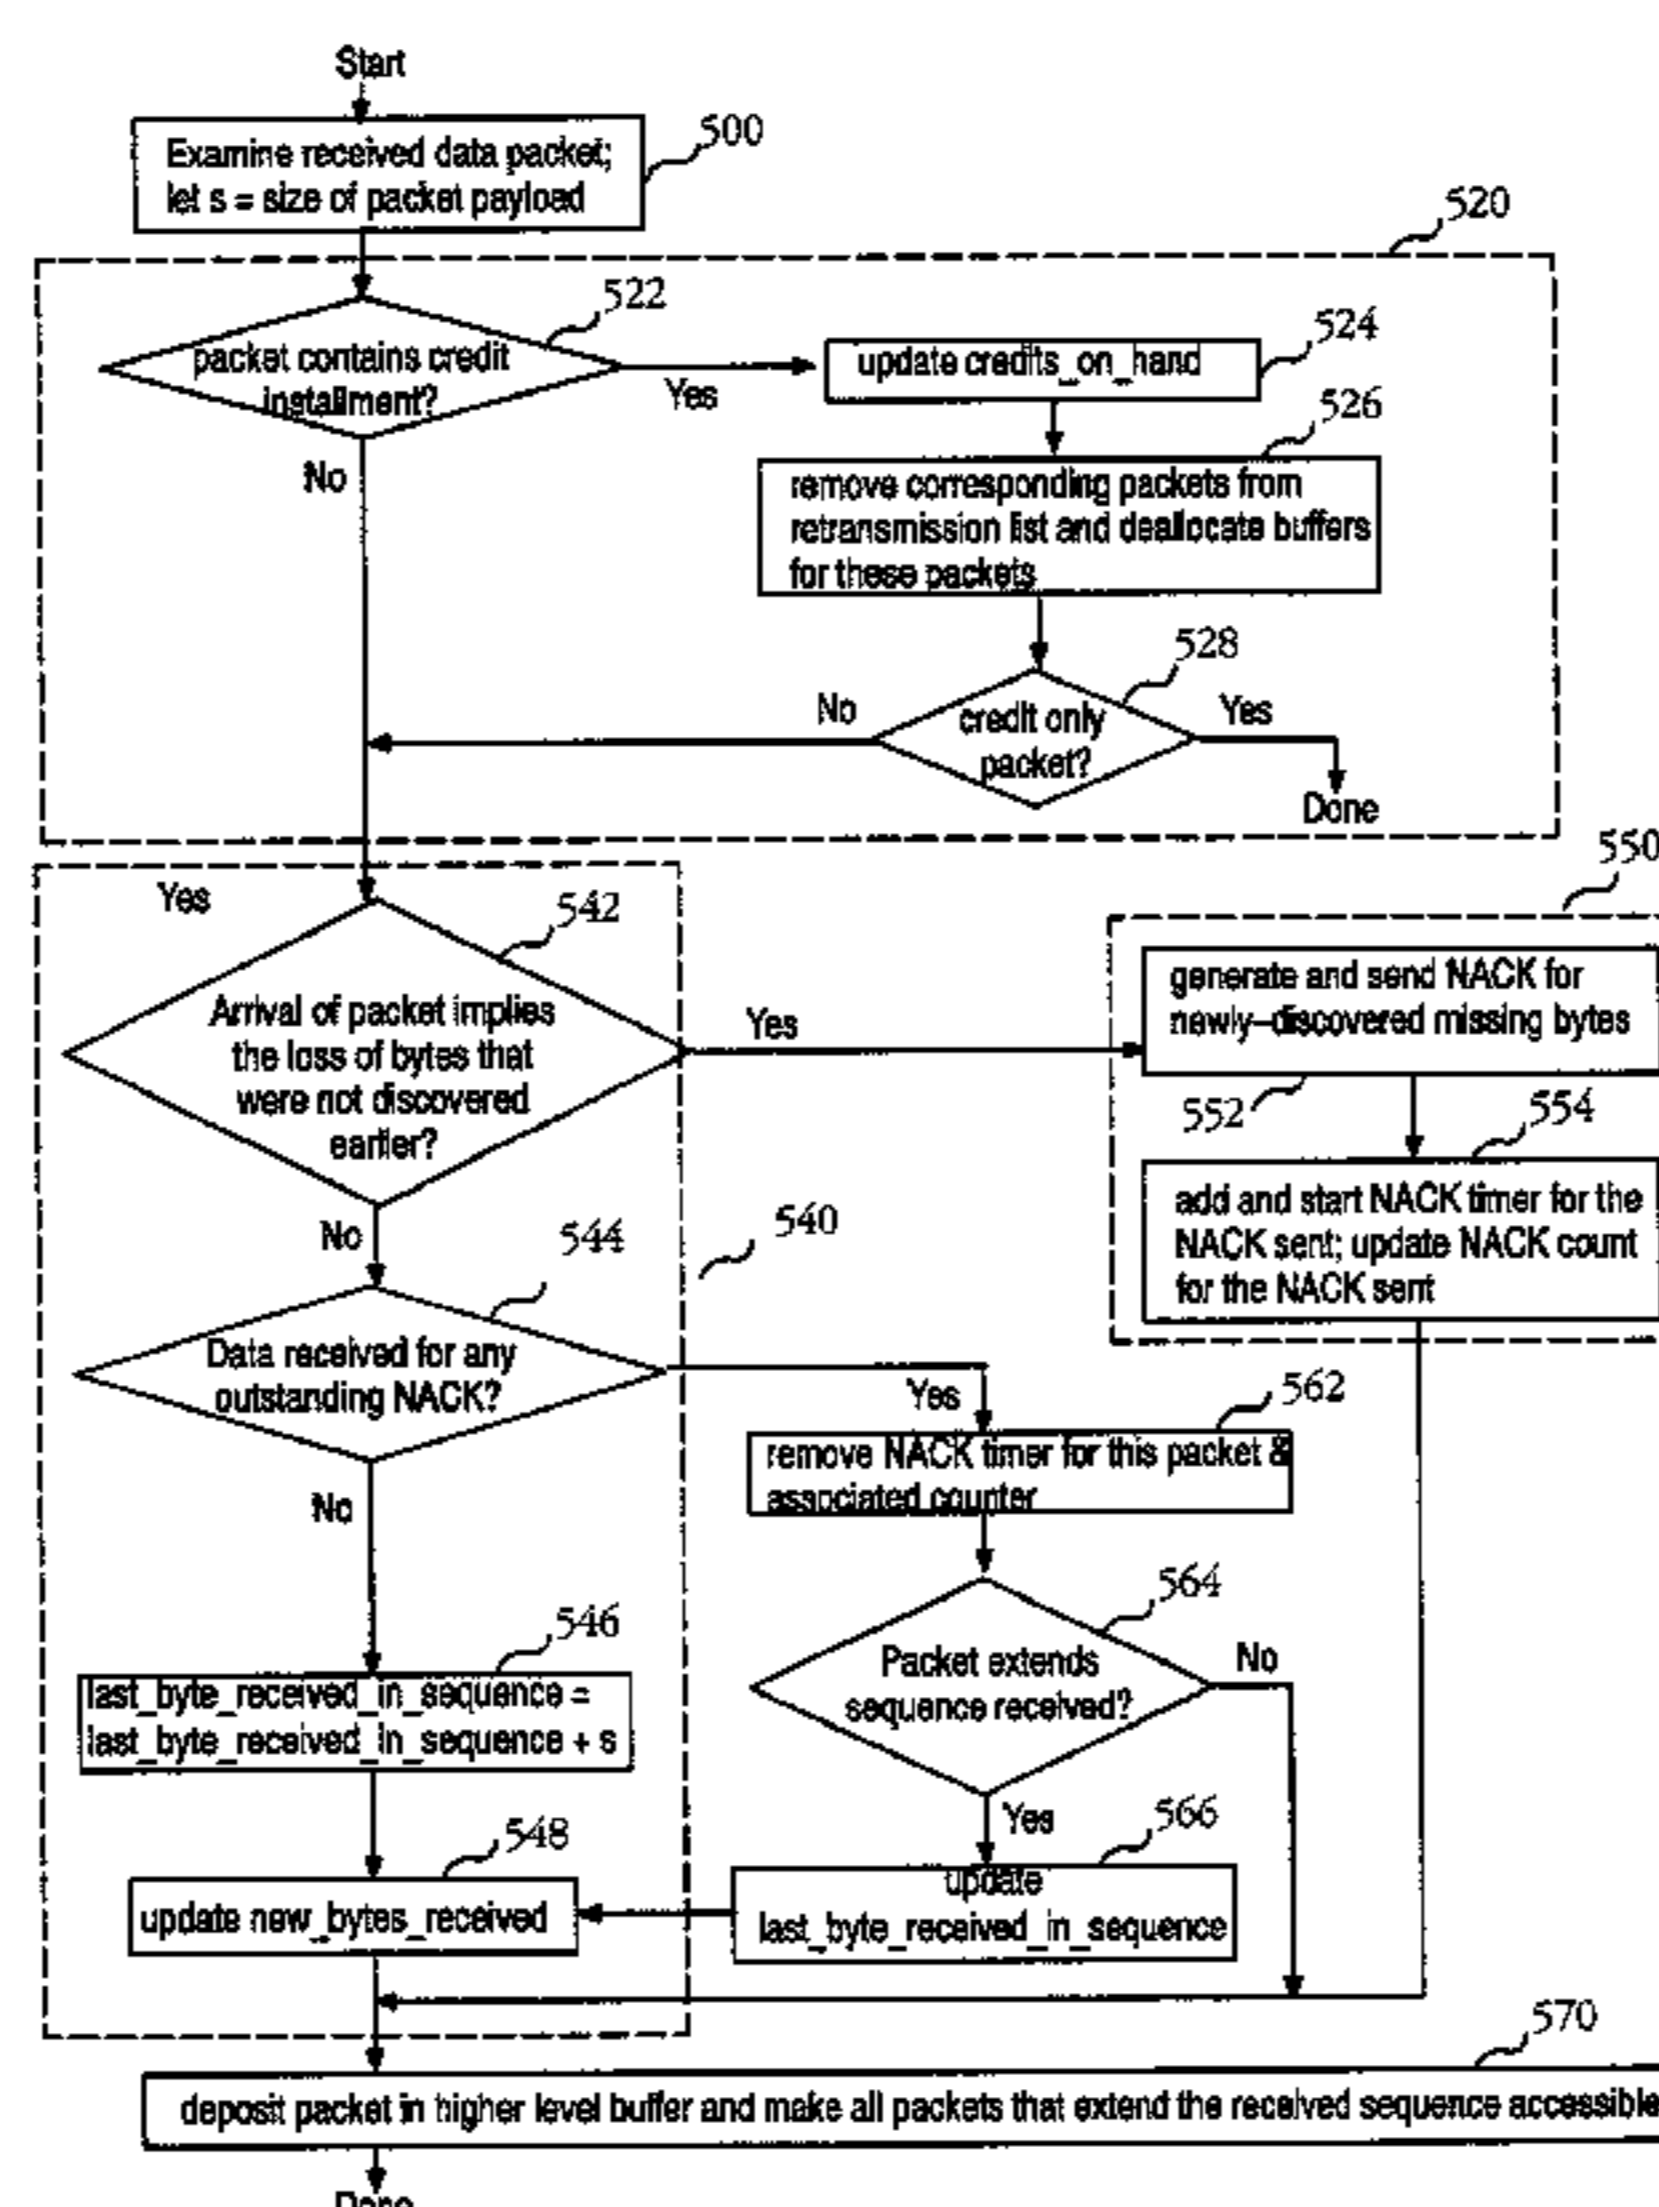 Start
500
Examine received data packet;
let s = size of packet payload
520
522
packet contains credit
installment?
Yes
No
524
update credits_on_hand
526
remove corresponding packets from
retransmission list and deallocate buffers
for these packets
528
credit only
packet?
No
Yes
Done
Yes
542
Arrival of packet implies
the loss of bytes that
were not discovered
earlier?
Yes
No
550
generate and send NACK for
newly-discovered missing bytes
552
554
add and start NACK timer for the
NACK sent; update NACK count
for the NACK sent
540
544
Data received for any
outstanding NACK?
Yes
No
562
remove NACK timer for this packet &
associated counter
564
Packet extends
sequence received?
No
Yes
546
last_byte_received_in_sequence =
last_byte_received_in_sequence + s
548
update new_bytes_received
566
update
last_byte_received_in_sequence
570
deposit packet in higher level buffer and make all packets that extend the received sequence accessible
Done